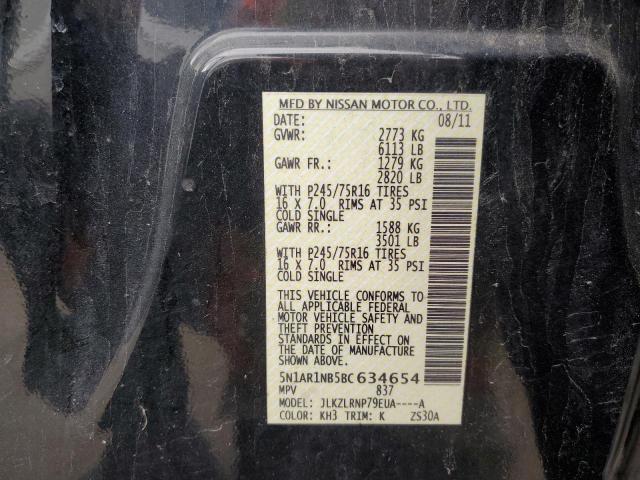 MFD BY NISSAN MOTOR CO., LTD.
DATE: 08/11
GVWR: 2773 KG
6113 LB
GAWR FR.: 1279 KG
2820 LB
WITH P245/75R16 TIRES
16 X 7.0 RIMS AT 35 PSI
COLD SINGLE
GAWR RR.: 1588 KG
3501 LB
WITH P245/75R16 TIRES
16 X 7.0 RIMS AT 35 PSI
COLD SINGLE
THIS VEHICLE CONFORMS TO
ALL APPLICABLE FEDERAL
MOTOR VEHICLE SAFETY AND
THEFT PREVENTION
STANDARDS IN EFFECT ON
THE DATE OF MFR. SHOWN
ABOVE.
5N1AR1NB5BC634654
MPV 837
MODEL: JLKZLRNP79EUA----A
COLOR: KH3 TRIM: K ZS30A